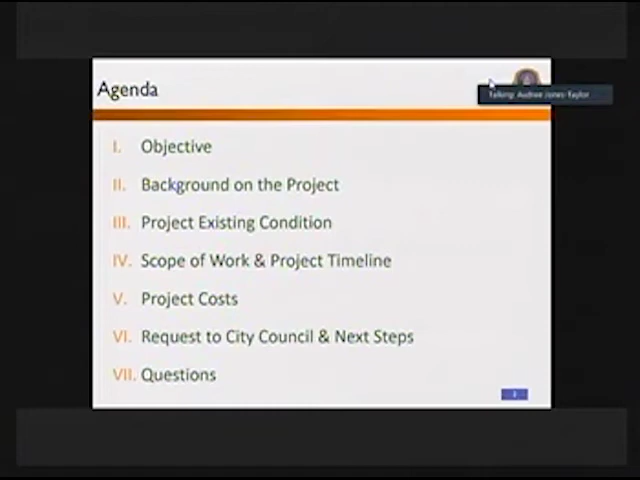 Agenda
Talking: Audree Jones-Taylor
I. Objective
II. Background on the Project
III. Project Existing Condition
IV. Scope of Work & Project Timeline
V. Project Costs
VI. Request to City Council & Next Steps
VII. Questions